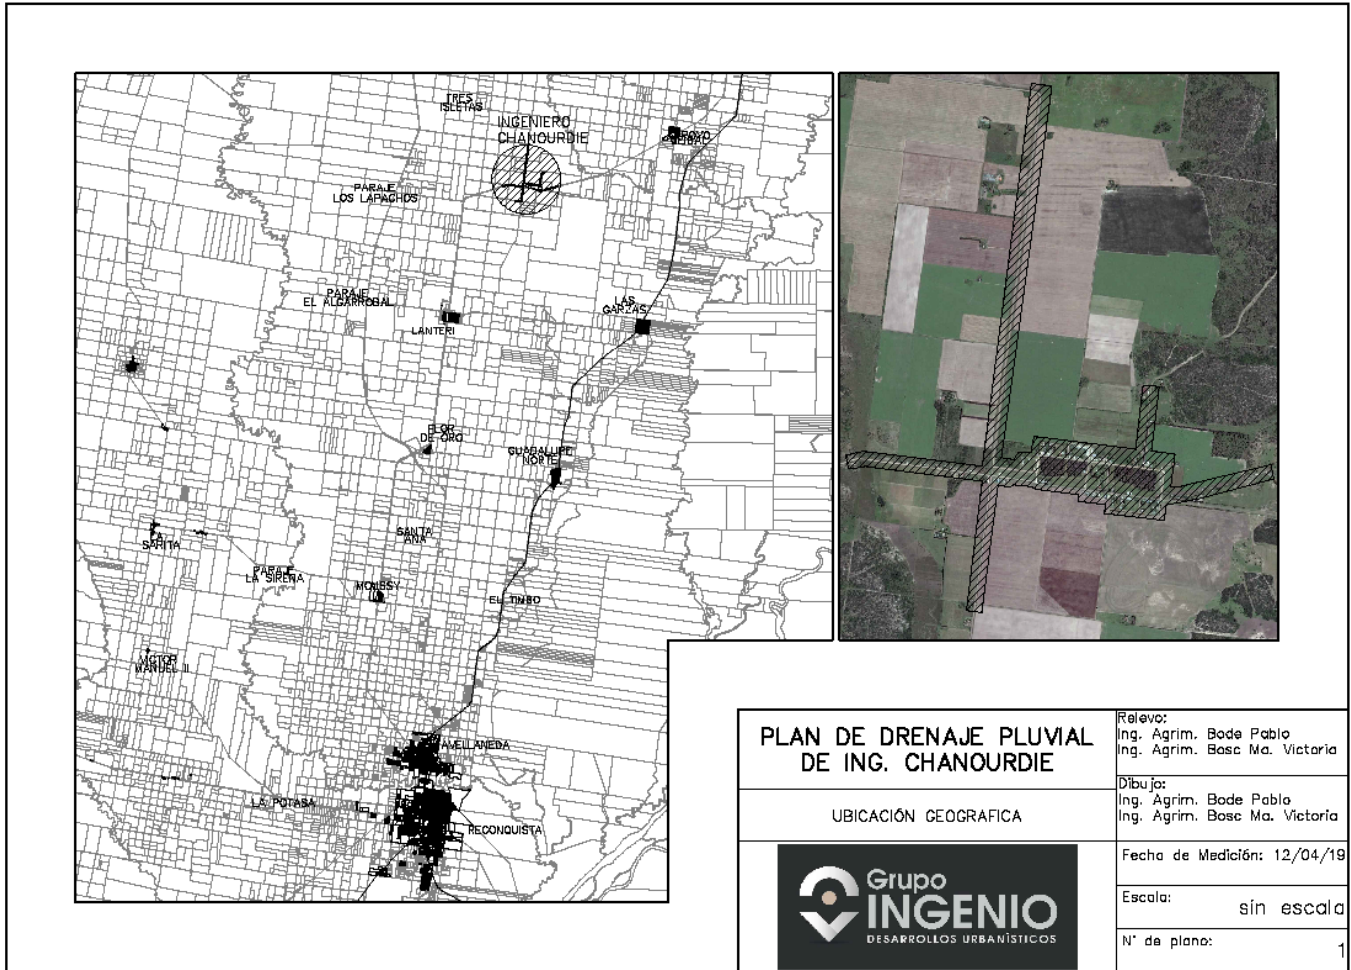 TRES
ISLETAS
INGENIERO
CHANOURDIE
ARROYO
CEIBAL
PARAJE
LOS LAPACHOS
PARAJE
EL ALGARROBAL
LAS
GARZAS
LANTERI
FLOR
DE ORO
GUADALUPE
NORTE
LA
SARITA
SANTA
ANA
PARAJE
LA SIRENA
MOUSSY
EL TIMBO
VICTOR
MANUEL II
AVELLANEDA
LA POTASA
RECONQUISTA
PLAN DE DRENAJE PLUVIAL
DE ING. CHANOURDIE
UBICACIÓN GEOGRAFICA
Grupo
INGENIO
DESARROLLOS URBANÍSTICOS
Relevo:
Ing. Agrim. Bode Pablo
Ing. Agrim. Bosc Ma. Victoria
Dibujo:
Ing. Agrim. Bode Pablo
Ing. Agrim. Bosc Ma. Victoria
Fecha de Medición: 12/04/19
Escala:
sin escala
N° de plano:
1